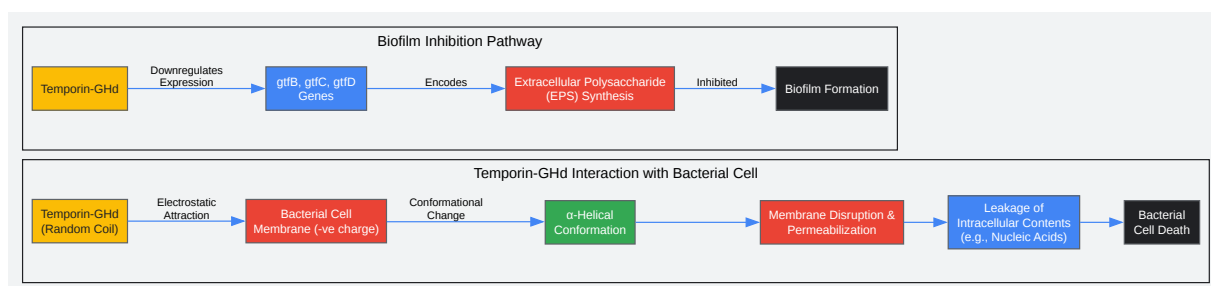 Biofilm Inhibition Pathway
Temporin-GHd
Downregulates
Expression
gtfB, gtfC, gtfD
Genes
Encodes
Extracellular Polysaccharide
(EPS) Synthesis
Inhibited
Biofilm Formation
Temporin-GHd Interaction with Bacterial Cell
Temporin-GHd
(Random Coil)
Electrostatic
Attraction
Bacterial Cell
Membrane (-ve charge)
Conformational
Change
α-Helical
Conformation
Membrane Disruption &
Permeabilization
Leakage of
Intracellular Contents
(e.g., Nucleic Acids)
Bacterial
Cell Death